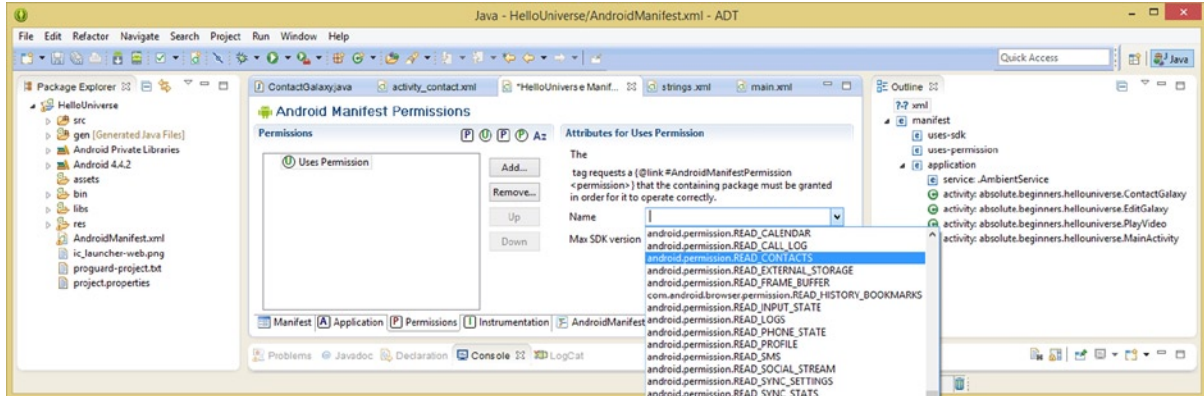 Java - HelloUniverse/AndroidManifest.xml - ADT
File Edit Refactor Navigate Search Project Run Window Help
Quick Access
Java
Package Explorer
HelloUniverse
src
gen [Generated Java Files]
Android Private Libraries
Android 4.4.2
assets
bin
libs
res
AndroidManifest.xml
ic_launcher-web.png
proguard-project.txt
project.properties
ContactGalaxy.java
activity_contact.xml
*HelloUniverse Manif...
strings.xml
main.xml
Android Manifest Permissions
Permissions
P U P P Az
U Uses Permission
Add...
Remove...
Up
Down
Attributes for Uses Permission
The
tag requests a {@link #AndroidManifestPermission
<permission>} that the containing package must be granted
in order for it to operate correctly.
Name
Max SDK version
android.permission.READ_CALENDAR
android.permission.READ_CALL_LOG
android.permission.READ_CONTACTS
android.permission.READ_EXTERNAL_STORAGE
android.permission.READ_FRAME_BUFFER
com.android.browser.permission.READ_HISTORY_BOOKMARKS
android.permission.READ_INPUT_STATE
android.permission.READ_LOGS
android.permission.READ_PHONE_STATE
android.permission.READ_PROFILE
android.permission.READ_SMS
android.permission.READ_SOCIAL_STREAM
android.permission.READ_SYNC_SETTINGS
android.permission.READ_SYNC_STATS
Manifest A Application P Permissions I Instrumentation AndroidManifest
Problems @ Javadoc Declaration Console LogCat
Outline
?-? xml
e manifest
e uses-sdk
e uses-permission
e application
e service: .AmbientService
activity: absolute.beginners.hellouniverse.ContactGalaxy
activity: absolute.beginners.hellouniverse.EditGalaxy
activity: absolute.beginners.hellouniverse.PlayVideo
activity: absolute.beginners.hellouniverse.MainActivity